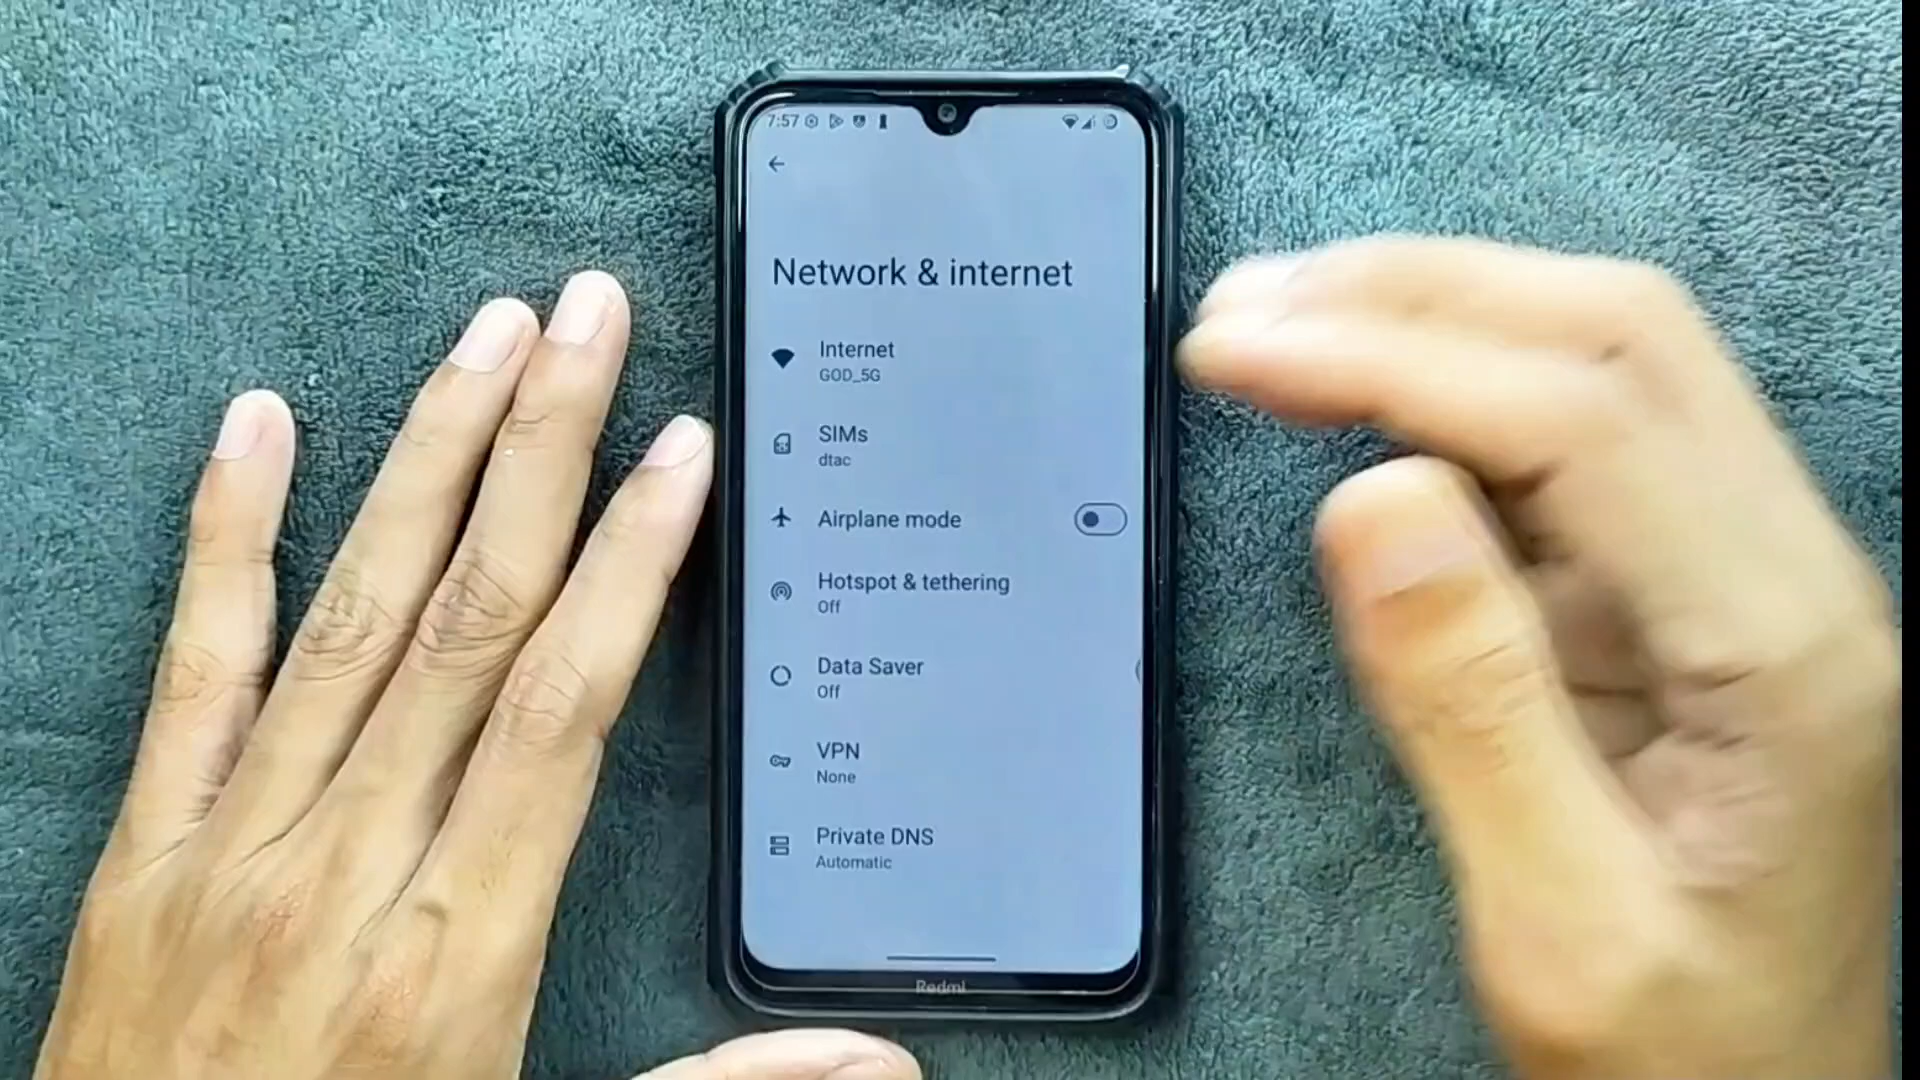 7:57
Network & internet
Internet
GOD_5G
SIMs
dtac
Airplane mode
Hotspot & tethering
Off
Data Saver
Off
VPN
None
Private DNS
Automatic
Redmi